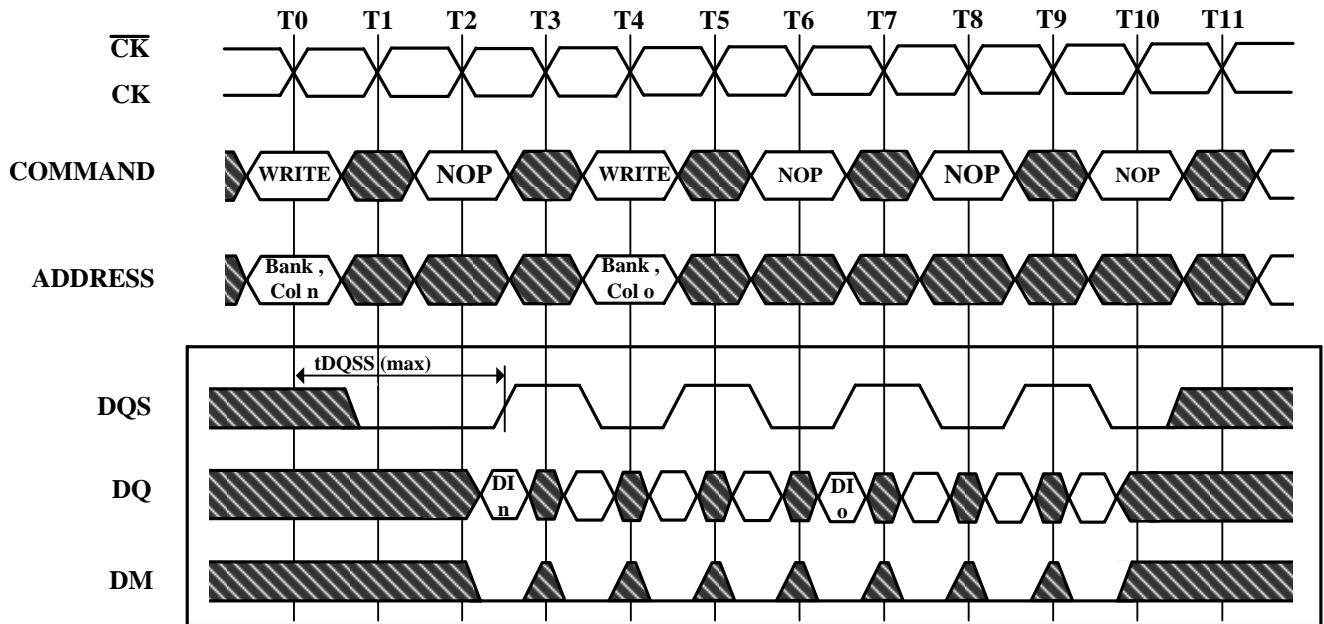 T0 T1 T2 T3 T4 T5 T6 T7 T8 T9 T10 T11
CK
CK
COMMAND WRITE NOP WRITE NOP NOP NOP
ADDRESS Bank , Bank ,
Col n Col o
tDQSS (max)
DQS
DQ DI DI
n o
DM